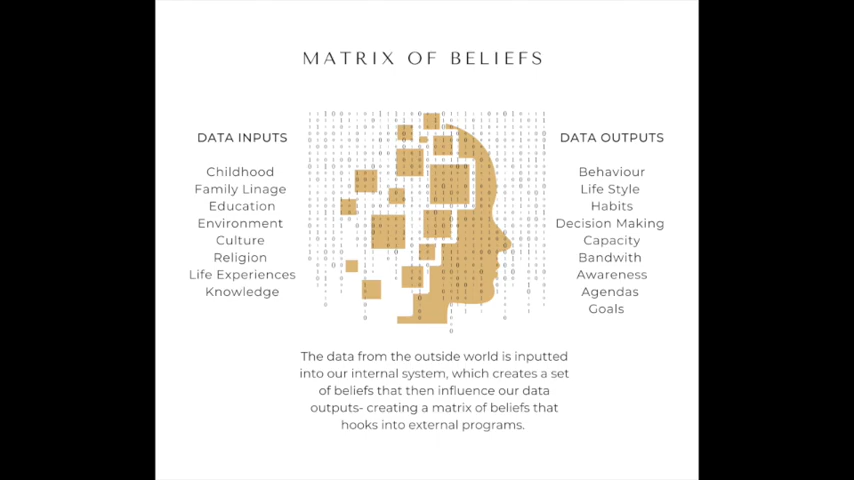 MATRIX OF BELIEFS
DATA INPUTS
Childhood
Family Linage
Education
Environment
Culture
Religion
Life Experiences
Knowledge
DATA OUTPUTS
Behaviour
Life Style
Habits
Decision Making
Capacity
Bandwith
Awareness
Agendas
Goals
The data from the outside world is inputted
into our internal system, which creates a set
of beliefs that then influence our data
outputs- creating a matrix of beliefs that
hooks into external programs.